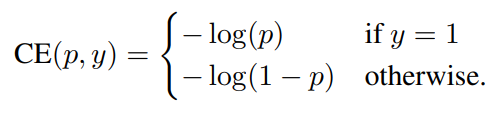 CE(p, y) = { − log(p) if y = 1
− log(1 − p) otherwise.